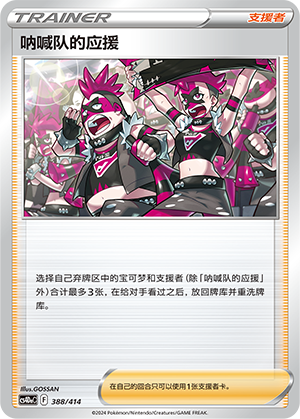 TRAINER 支援者
呐喊队的应援
选择自己弃牌区中的宝可梦和支援者（除「呐喊队的应援」
外）合计最多3张，在给对手看过之后，放回牌库并重洗牌
库。
Illus.GOSSAN
在自己的回合只可以使用1张支援者卡。
F 388/414
©2024 Pokémon/Nintendo/Creatures/GAME FREAK.